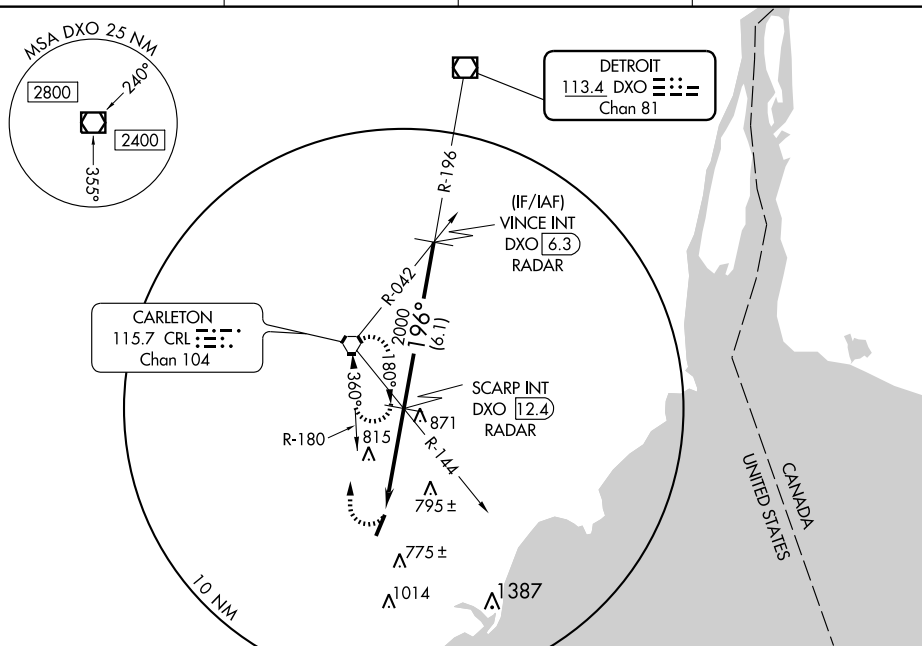 MSA DXO 25 NM
2800
240°
2400
355°
DETROIT
113.4 DXO
Chan 81
R-196
(IF/IAF)
VINCE INT
DXO 6.3
RADAR
R-042
CARLETON
115.7 CRL
Chan 104
2000
196°
(6.1)
180°
360°
SCARP INT
DXO 12.4
RADAR
871
R-180
815
R-144
795 ±
775 ±
1014
1387
10 NM
CANADA
UNITED STATES